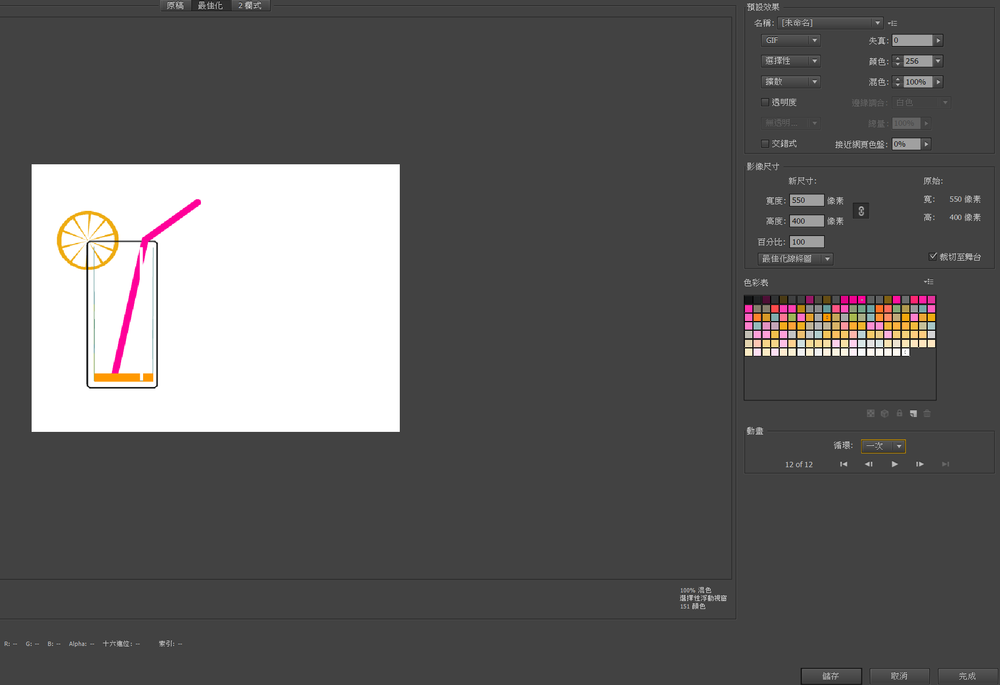 原稿 最佳化 2 欄式
預設效果
名稱: [未命名]
GIF 失真: 0
選擇性 顏色: 256
擴散 混色: 100%
透明度 邊緣調合: 白色
無透明... 總量: 100%
交錯式 接近網頁色盤: 0%
影像尺寸
新尺寸: 原始:
寬度: 550 像素 寬: 550 像素
高度: 400 像素 高: 400 像素
百分比: 100
最佳化線條圖 裁切至舞台
色彩表
動畫
循環: 一次
12 of 12
100% 混色
選擇性浮動視窗
151 顏色
R: -- G: -- B: -- Alpha: -- 十六進位: -- 索引: --
儲存 取消 完成